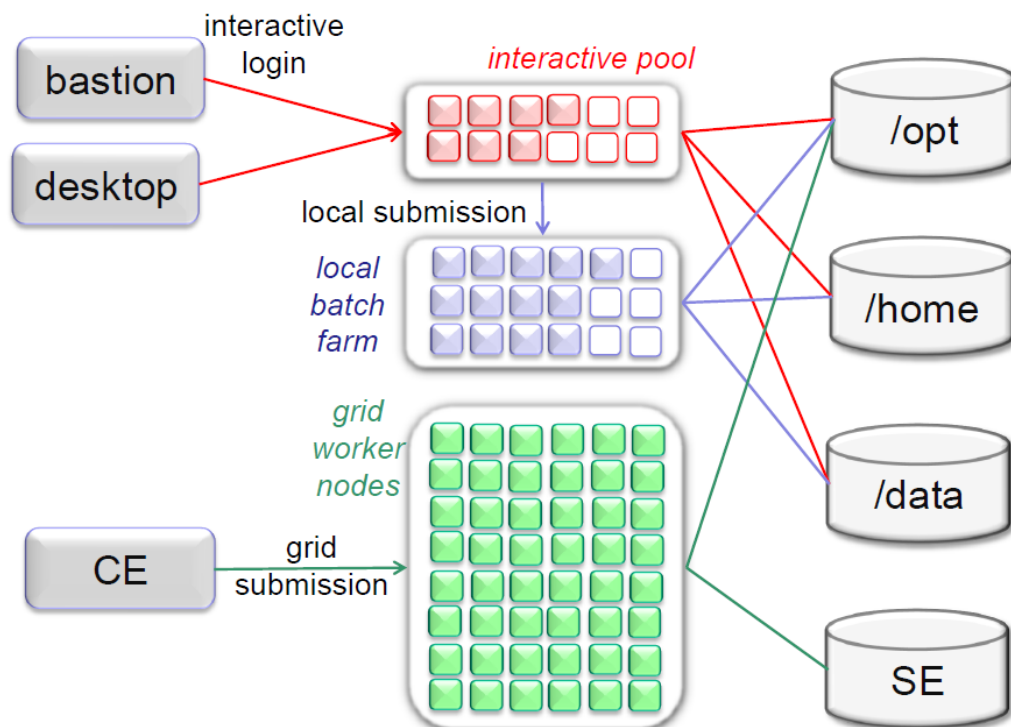 bastion
desktop
interactive
login
interactive pool
local submission
local
batch
farm
grid
worker
nodes
CE
grid
submission
/opt
/home
/data
SE